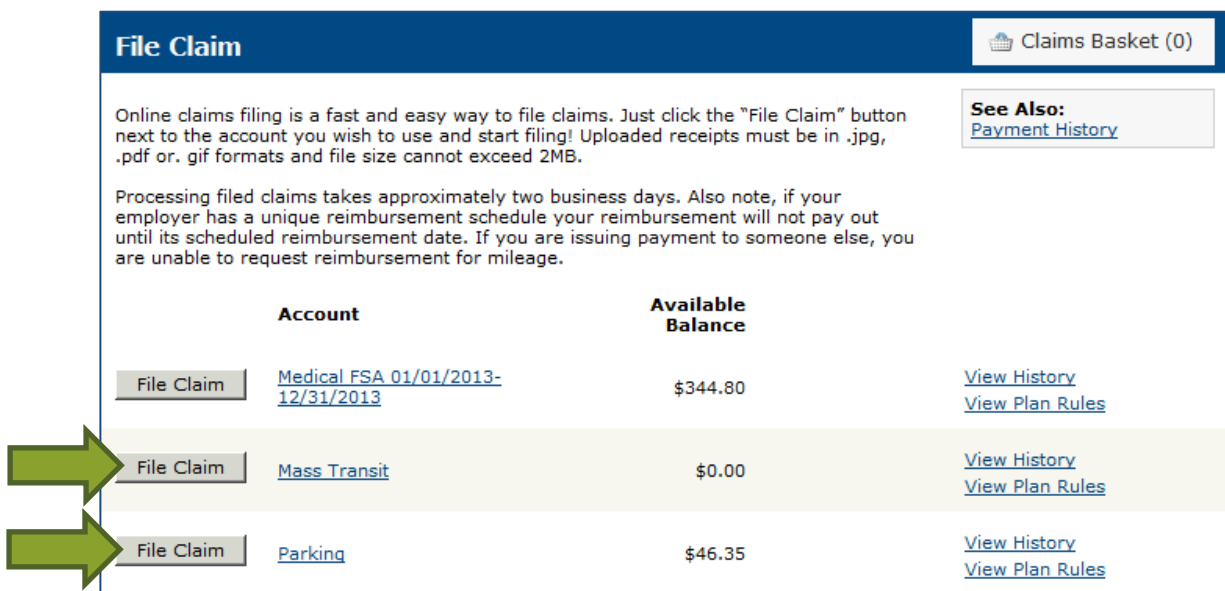 File Claim
Claims Basket (0)
Online claims filing is a fast and easy way to file claims. Just click the “File Claim” button
next to the account you wish to use and start filing! Uploaded receipts must be in .jpg,
.pdf or. gif formats and file size cannot exceed 2MB.
See Also:
Payment History
Processing filed claims takes approximately two business days. Also note, if your
employer has a unique reimbursement schedule your reimbursement will not pay out
until its scheduled reimbursement date. If you are issuing payment to someone else, you
are unable to request reimbursement for mileage.
Account
Available
Balance
File Claim
Medical FSA 01/01/2013-
12/31/2013
$344.80
View History
View Plan Rules
File Claim
Mass Transit
$0.00
View History
View Plan Rules
File Claim
Parking
$46.35
View History
View Plan Rules